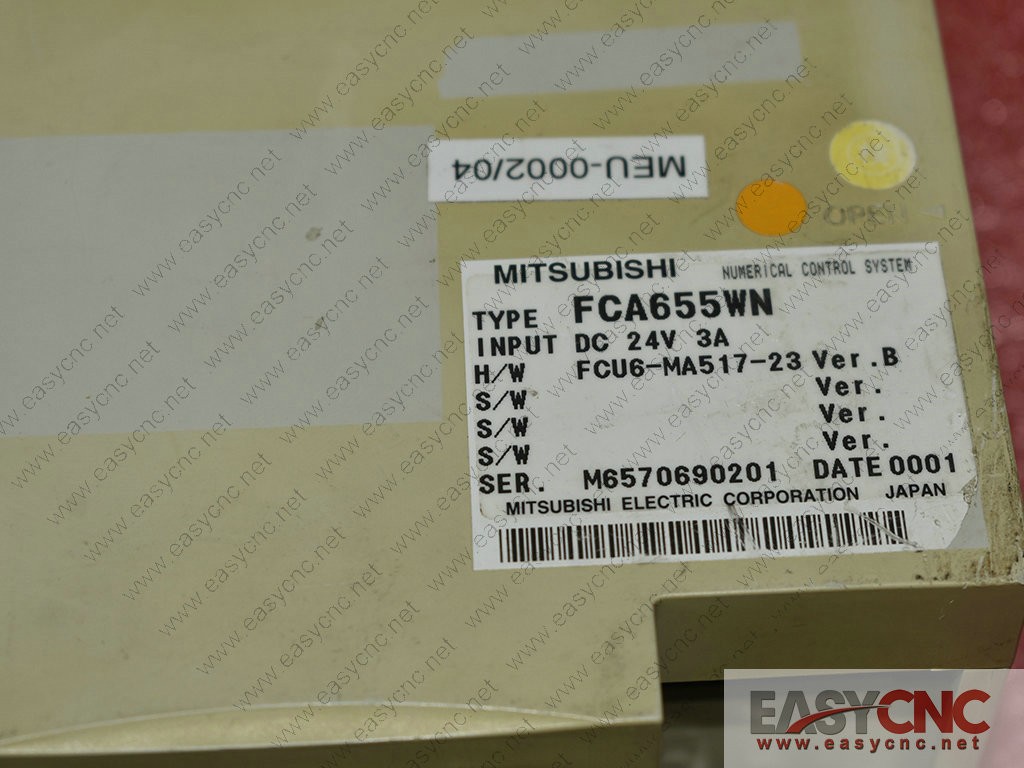 MEU-0002/04
OPEN
MITSUBISHI NUMERICAL CONTROL SYSTEM
TYPE FCA655WN
INPUT DC 24V 3A
H/W FCU6-MA517-23 Ver.B
S/W Ver.
S/W Ver.
S/W Ver.
SER. M6570690201 DATE 0001
MITSUBISHI ELECTRIC CORPORATION JAPAN
EASYCNC
www.easycnc.net